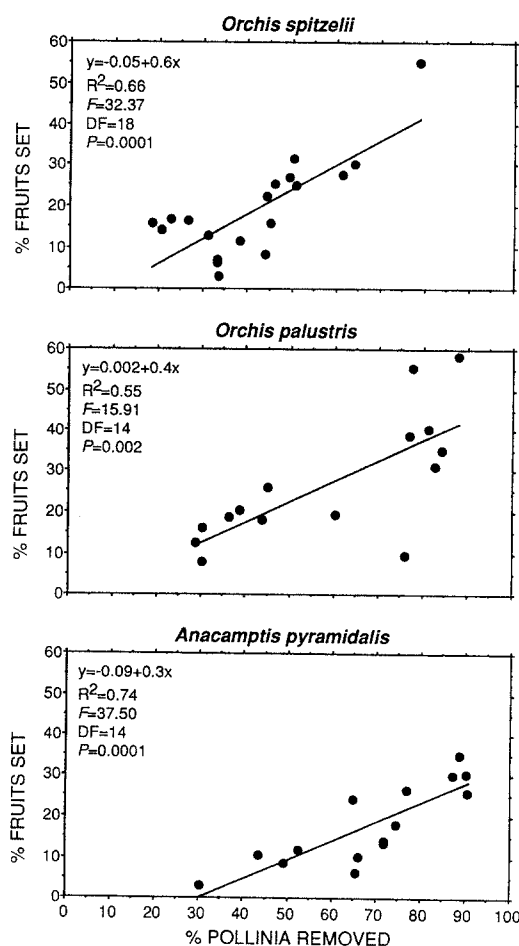 Orchis spitzelii
60
50
40
30
20
10
0
% FRUITS SET
y=-0.05+0.6x
R2=0.66
F=32.37
DF=18
P=0.0001
Orchis palustris
60
50
40
30
20
10
0
% FRUITS SET
y=0.002+0.4x
R2=0.55
F=15.91
DF=14
P=0.002
Anacamptis pyramidalis
60
50
40
30
20
10
0
% FRUITS SET
y=-0.09+0.3x
R2=0.74
F=37.50
DF=14
P=0.0001
0 10 20 30 40 50 60 70 80 90 100
% POLLINIA REMOVED